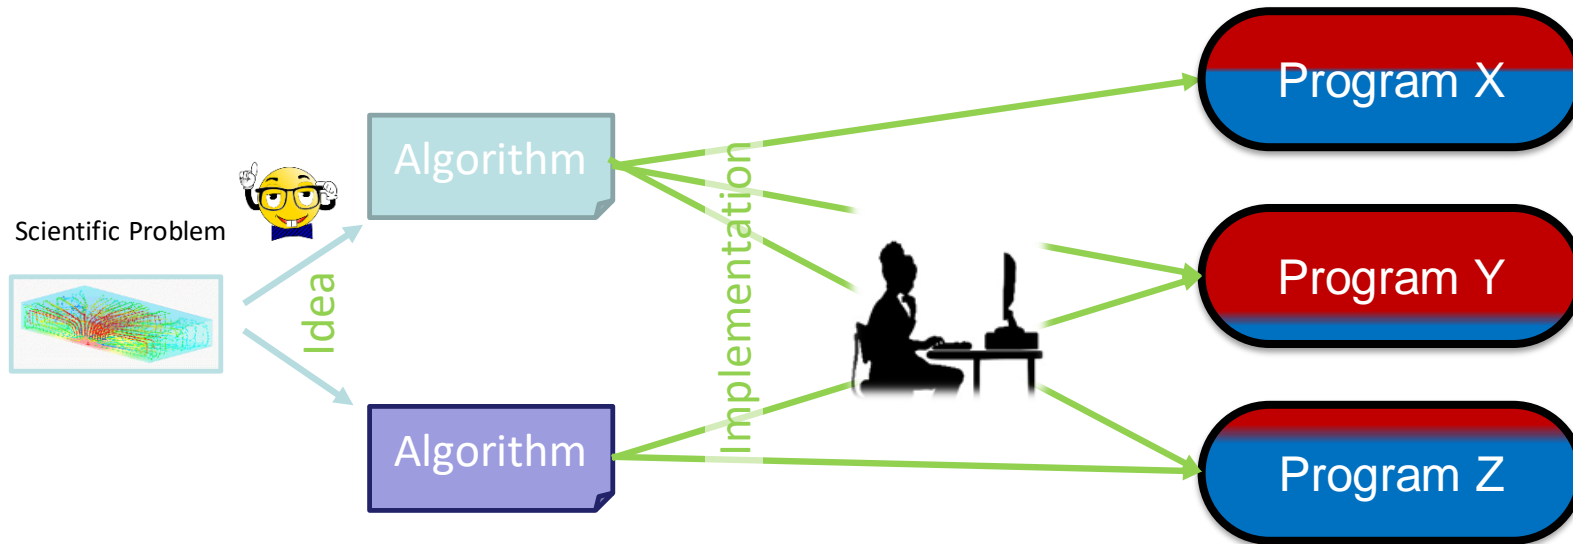 Scientific Problem
Idea
Algorithm
Algorithm
Implementation
Program X
Program Y
Program Z